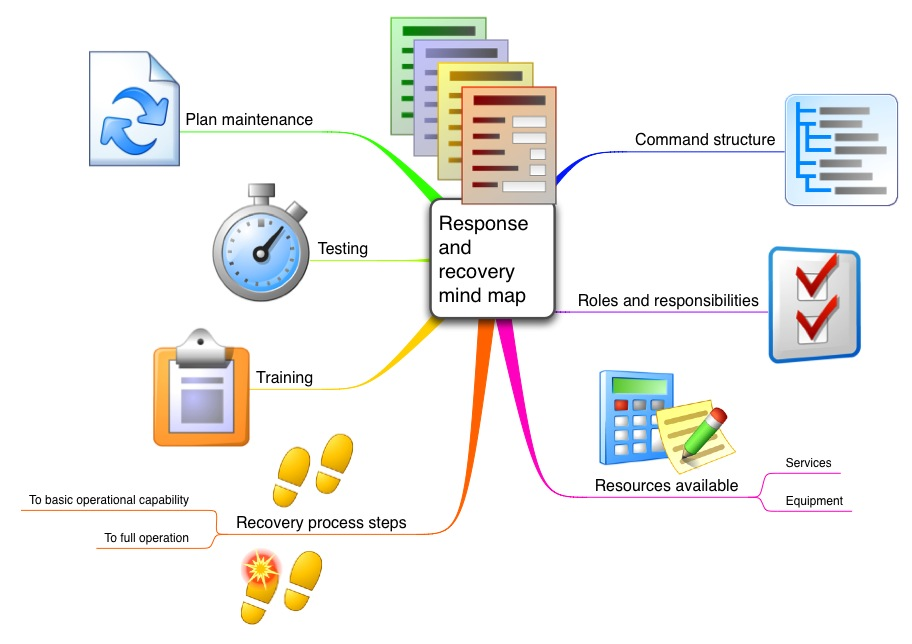 Response
and
recovery
mind map
Command structure
Roles and responsibilities
Resources available
Services
Equipment
Recovery process steps
To basic operational capability
To full operation
Training
Testing
Plan maintenance